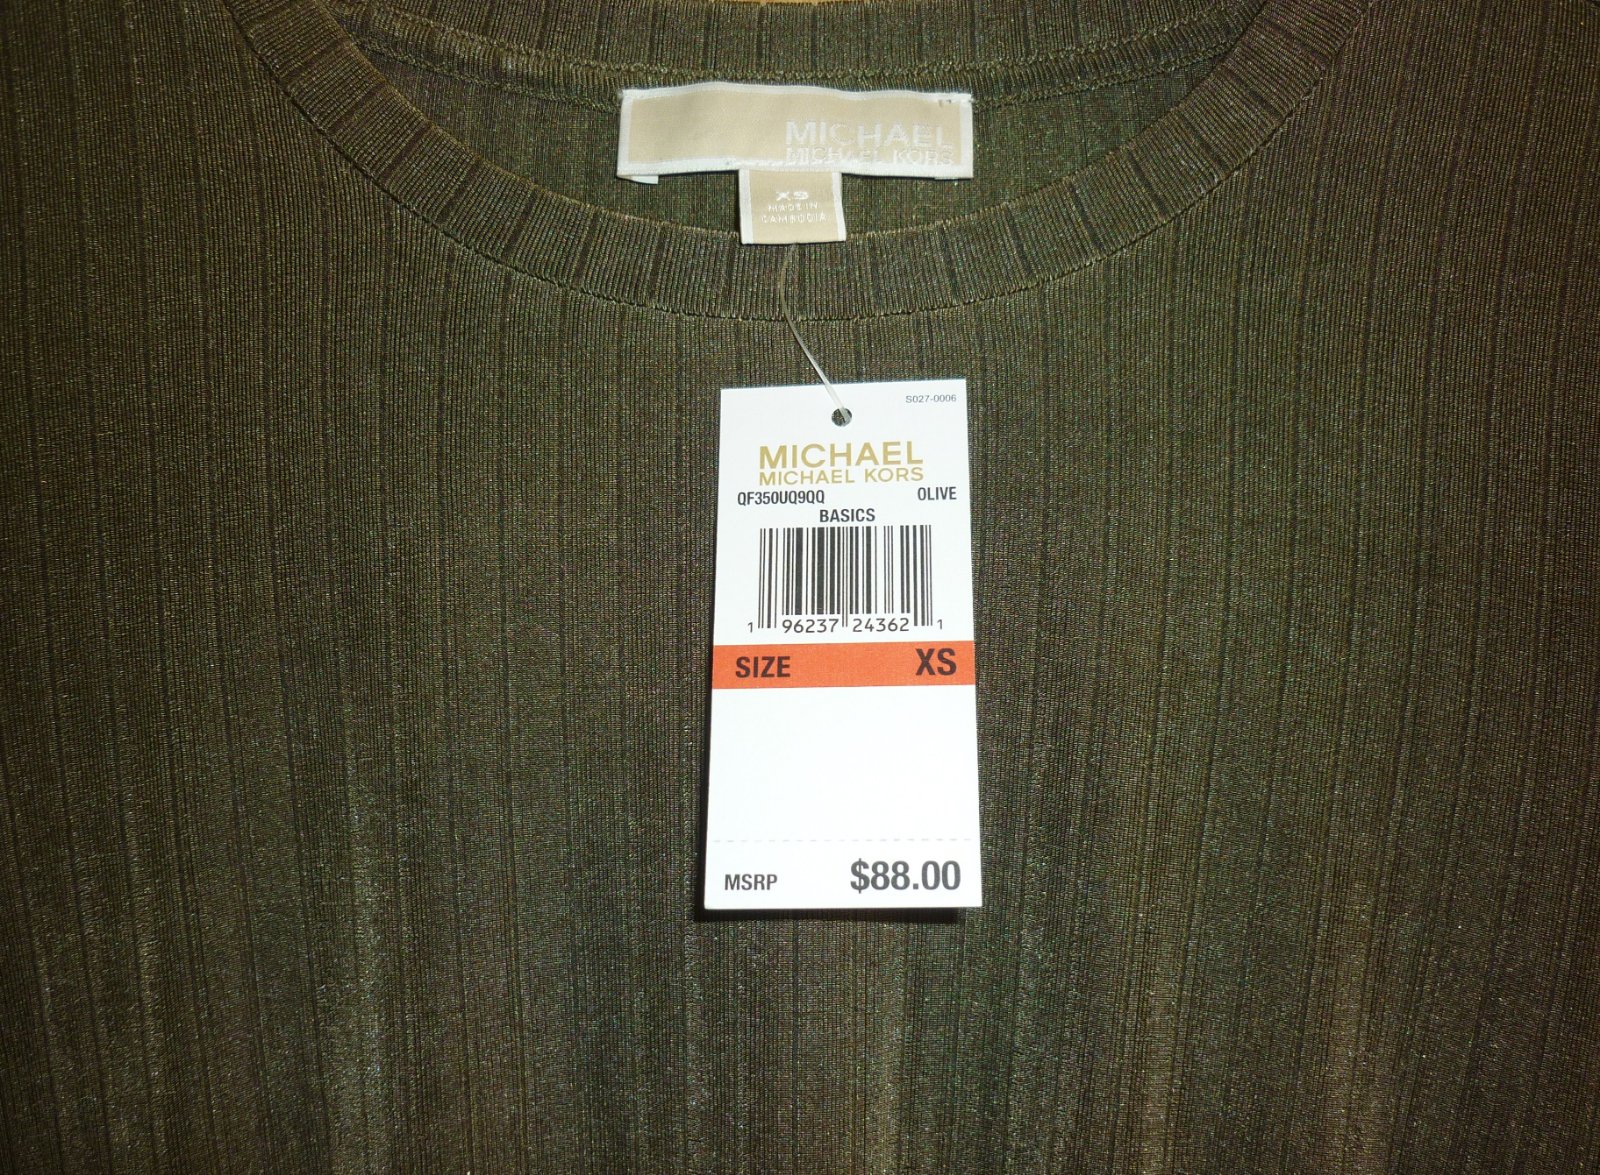 MICHAEL
MICHAEL KORS
XS
MADE IN
CAMBODIA
S027-0006
MICHAEL
MICHAEL KORS
QF350UQ9QQ OLIVE
BASICS
1 96237 24362 1
SIZE XS
MSRP $88.00